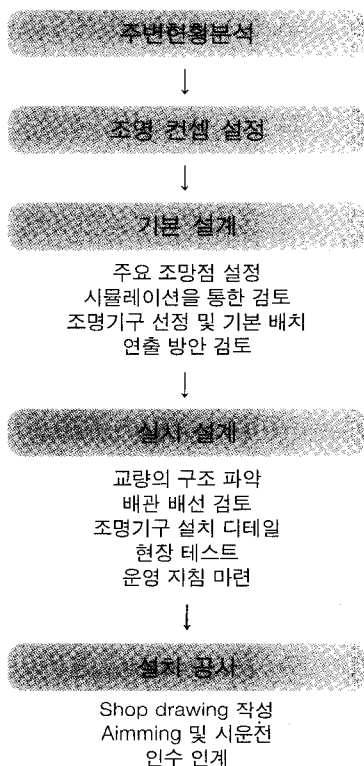 주변현황분석
↓
조명 컨셉 설정
↓
기본 설계
주요 조망점 설정
시뮬레이션을 통한 검토
조명기구 선정 및 기본 배치
연출 방안 검토
↓
실시 설계
교량의 구조 파악
배관 배선 검토
조명기구 설치 디테일
현장 테스트
운영 지침 마련
↓
설치 공사
Shop drawing 작성
Aimming 및 시운전
인수 인계